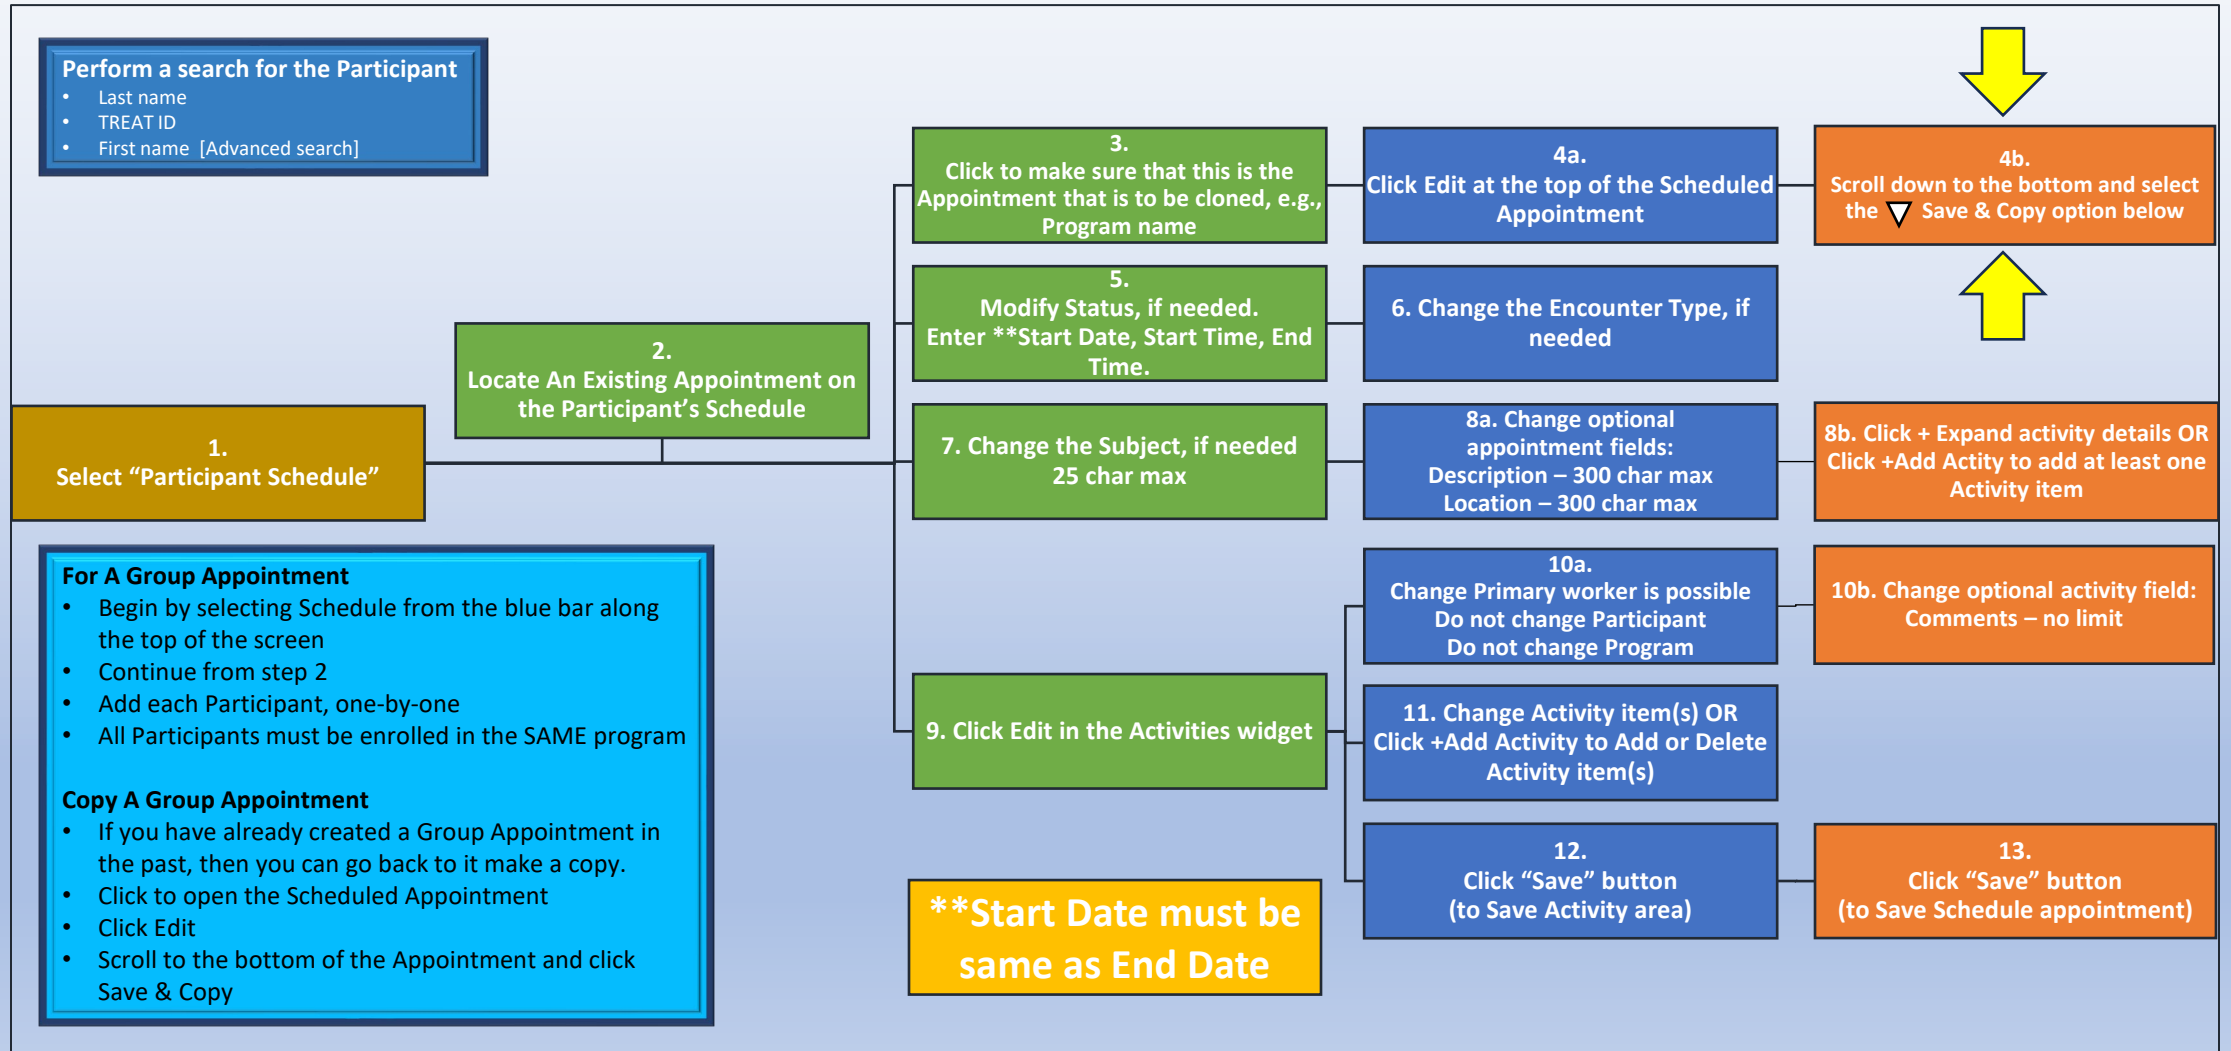 Perform a search for the Participant
• Last name
• TREAT ID
• First name [Advanced search]
1.
Select “Participant Schedule”
2.
Locate An Existing Appointment on
the Participant’s Schedule
3.
Click to make sure that this is the
Appointment that is to be cloned, e.g.,
Program name
4a.
Click Edit at the top of the Scheduled
Appointment
4b.
Scroll down to the bottom and select
the Save & Copy option below
5.
Modify Status, if needed.
Enter **Start Date, Start Time, End
Time.
6. Change the Encounter Type, if
needed
7. Change the Subject, if needed
25 char max
8a. Change optional
appointment fields:
Description – 300 char max
Location – 300 char max
8b. Click + Expand activity details OR
Click +Add Actity to add at least one
Activity item
9. Click Edit in the Activities widget
10a.
Change Primary worker is possible
Do not change Participant
Do not change Program
10b. Change optional activity field:
Comments – no limit
11. Change Activity item(s) OR
Click +Add Activity to Add or Delete
Activity item(s)
12.
Click “Save” button
(to Save Activity area)
13.
Click “Save” button
(to Save Schedule appointment)
For A Group Appointment
• Begin by selecting Schedule from the blue bar along
the top of the screen
• Continue from step 2
• Add each Participant, one-by-one
• All Participants must be enrolled in the SAME program
Copy A Group Appointment
• If you have already created a Group Appointment in
the past, then you can go back to it make a copy.
• Click to open the Scheduled Appointment
• Click Edit
• Scroll to the bottom of the Appointment and click
Save & Copy
**Start Date must be
same as End Date